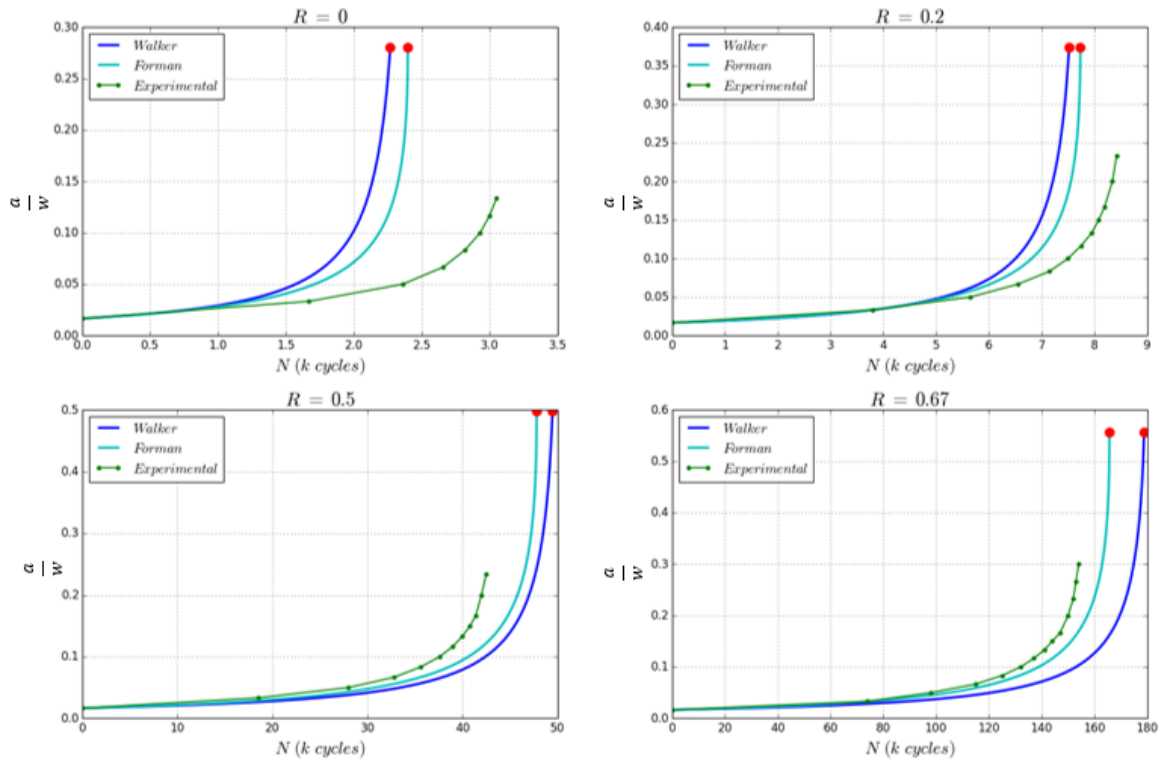 R = 0
0.30
0.25
0.20
0.15
0.10
0.05
0.00
a
w
Walker
Forman
Experimental
0.0 0.5 1.0 1.5 2.0 2.5 3.0 3.5
N (k cycles)
R = 0.2
0.40
0.35
0.30
0.25
0.20
0.15
0.10
0.05
0.00
a
w
Walker
Forman
Experimental
0 1 2 3 4 5 6 7 8 9
N (k cycles)
R = 0.5
0.5
0.4
0.3
0.2
0.1
0.0
a
w
Walker
Forman
Experimental
0 10 20 30 40 50
N (k cycles)
R = 0.67
0.6
0.5
0.4
0.3
0.2
0.1
0.0
a
w
Walker
Forman
Experimental
0 20 40 60 80 100 120 140 160 180
N (k cycles)